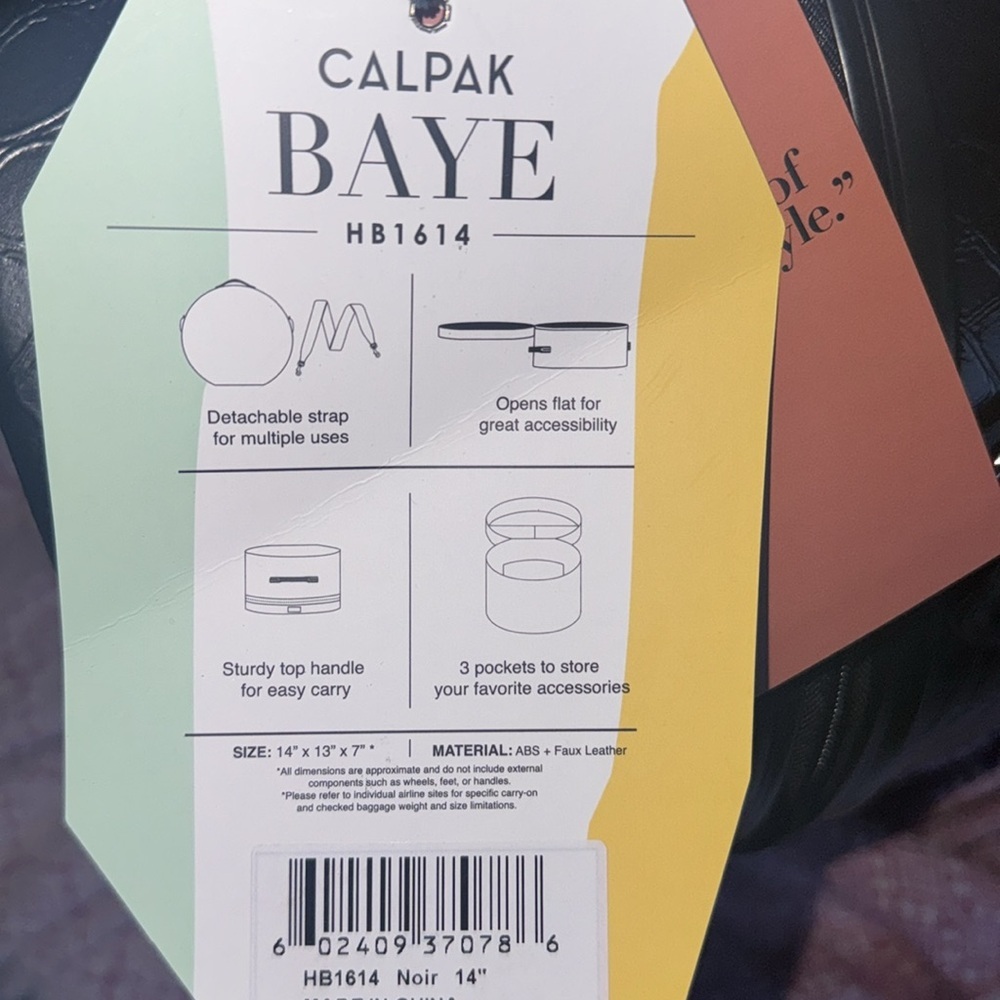 CALPAK
BAYE
HB1614
of
yle.”
Detachable strap
for multiple uses
Opens flat for
great accessibility
Sturdy top handle
for easy carry
3 pockets to store
your favorite accessories
SIZE: 14" x 13" x 7" * | MATERIAL: ABS + Faux Leather
*All dimensions are approximate and do not include external
components such as wheels, feet, or handles.
*Please refer to individual airline sites for specific carry-on
and checked baggage weight and size limitations.
6 02409 37078 6
HB1614 Noir 14"
MADE IN CHINA